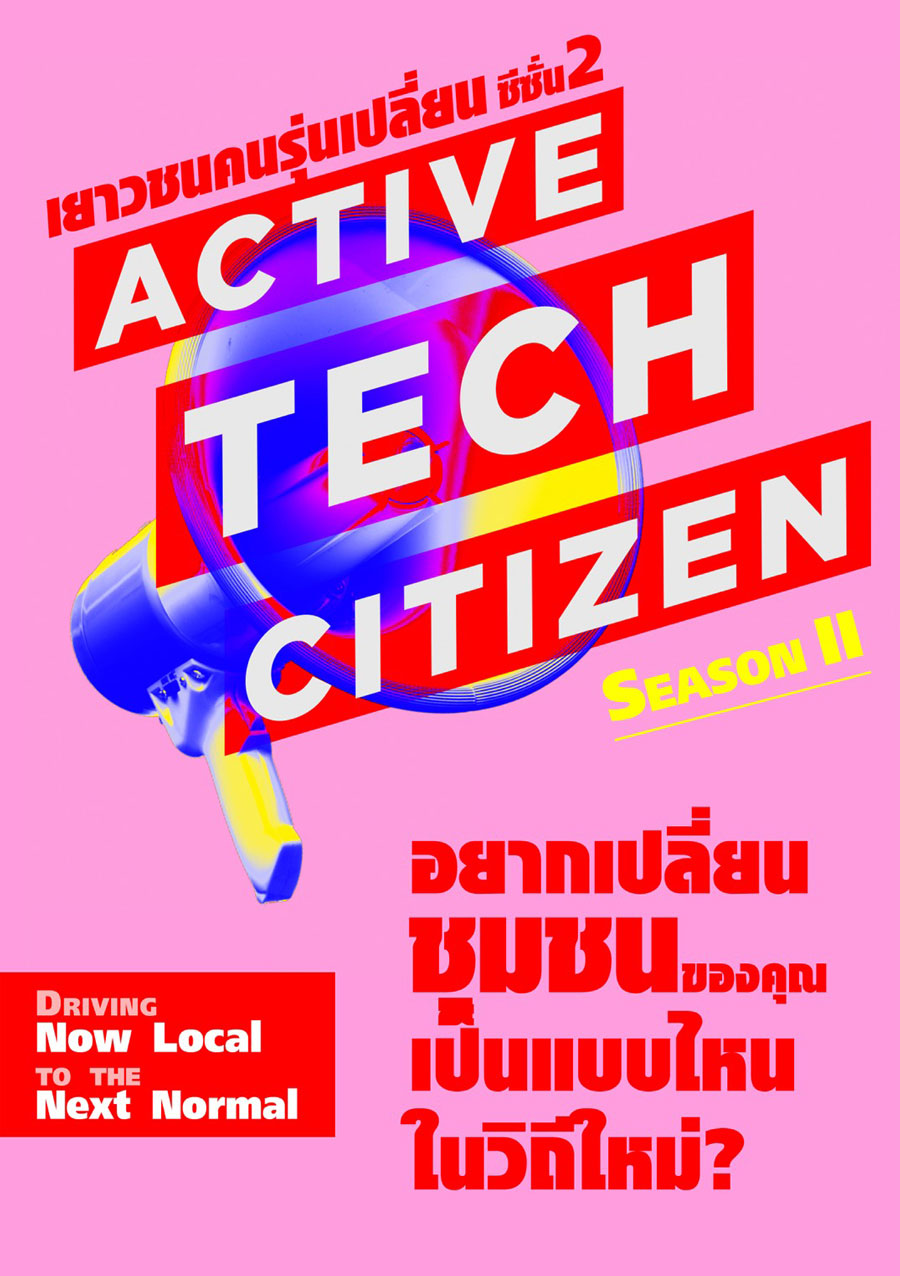 เยาวชนคนรุ่นเปลี่ยน ซีซั่น2
ACTIVE
TECH
CITIZEN
SEASON II
อยากเปลี่ยน
ชุมชนของคุณ
เป็นแบบไหน
ในวิถีใหม่?
DRIVING
Now Local
TO THE
Next Normal